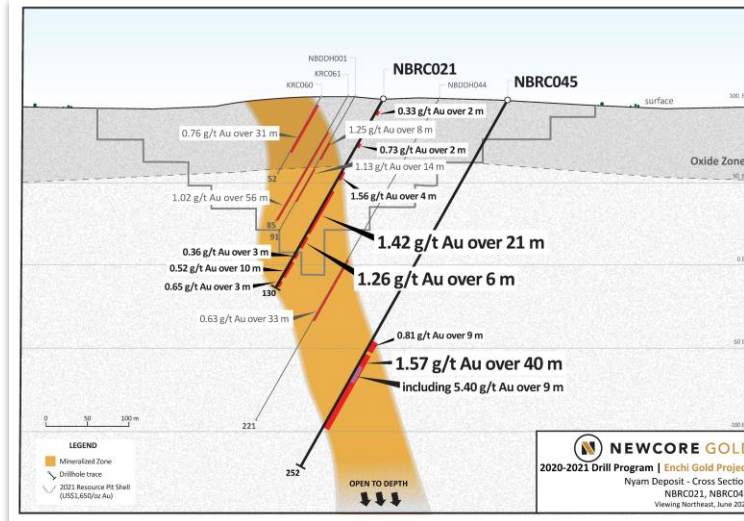 NBDDH001
KRC061
KRC060
NBRC021
NBRC045
NBDDH044
surface
100
0.33 g/t Au over 2 m
0.76 g/t Au over 31 m
1.25 g/t Au over 8 m
0.73 g/t Au over 2 m
Oxide Zone
1.13 g/t Au over 14 m
52
1.02 g/t Au over 56 m
1.56 g/t Au over 4 m
85
91
1.42 g/t Au over 21 m
0.36 g/t Au over 3 m
0.52 g/t Au over 10 m
1.26 g/t Au over 6 m
0.65 g/t Au over 3 m
130
0.63 g/t Au over 33 m
0.81 g/t Au over 9 m
1.57 g/t Au over 40 m
including 5.40 g/t Au over 9 m
0 50 100 m
221
252
LEGEND
Mineralized Zone
Drillhole trace
2021 Resource Pit Shell
(US$1,650/oz Au)
OPEN TO DEPTH
NEWCORE GOLD
2020-2021 Drill Program | Enchi Gold Projec
Nyam Deposit - Cross Sectio
NBRC021, NBRC04
Viewing Northeast, June 202